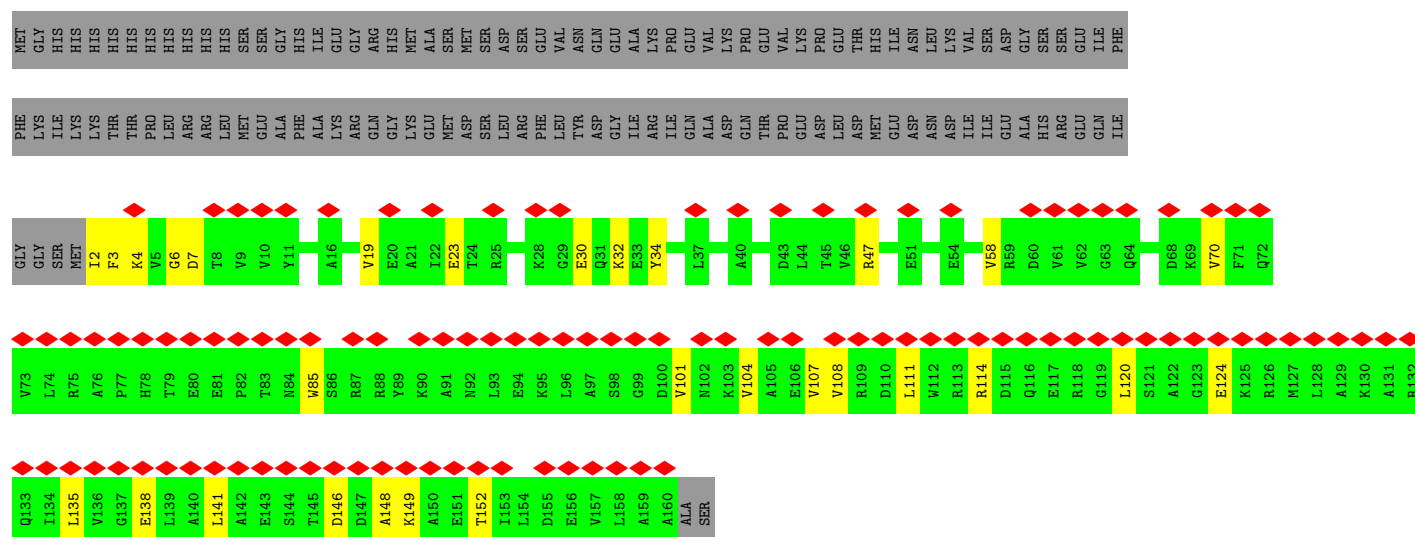 MET GLY HIS HIS HIS HIS HIS HIS HIS HIS HIS HIS SER SER GLY HIS ILE GLU GLY ARG HIS MET ALA SER MET SER ASP SER GLU VAL ASN GLN GLU ALA LYS PRO GLU VAL LYS PRO GLU VAL LYS PRO GLU THR HIS ILE ASN LEU LYS VAL SER ASP GLY SER SER GLU ILE PHE
PHE LYS ILE LYS LYS THR THR PRO LEU ARG ARG LEU MET GLU ALA PHE ALA LYS ARG GLN GLY LYS GLU MET ASP SER LEU ARG PHE LEU TYR ASP GLY ILE ARG ILE GLN ALA ASP GLN THR PRO GLU ASP LEU ASP MET GLU ASP ASN ASP ILE ILE GLU ALA HIS ARG GLU GLN ILE
GLY GLY SER MET I2 F3 K4 V5 G6 D7 T8 V9 V10 Y11 A16 V19 E20 A21 I22 E23 T24 R25 K28 G29 E30 Q31 K32 E33 Y34 L37 A40 D43 L44 T45 V46 R47 E51 E54 V58 R59 D60 V61 V62 G63 Q64 D68 K69 V70 F71 Q72
V73 L74 R75 A76 P77 H78 T79 E80 E81 P82 T83 N84 W85 S86 R87 R88 Y89 K90 A91 N92 L93 E94 K95 L96 A97 S98 G99 D100 V101 N102 K103 V104 A105 E106 V107 V108 R109 D110 L111 W112 R113 R114 D115 Q116 E117 R118 G119 L120 S121 A122 G123 E124 K125 R126 M127 L128 A129 K130 A131 R132
Q133 I134 L135 V136 G137 E138 L139 A140 L141 A142 E143 S144 T145 D146 D147 A148 K149 A150 E151 T152 I153 L154 D155 E156 V157 L158 A159 A160 ALA SER